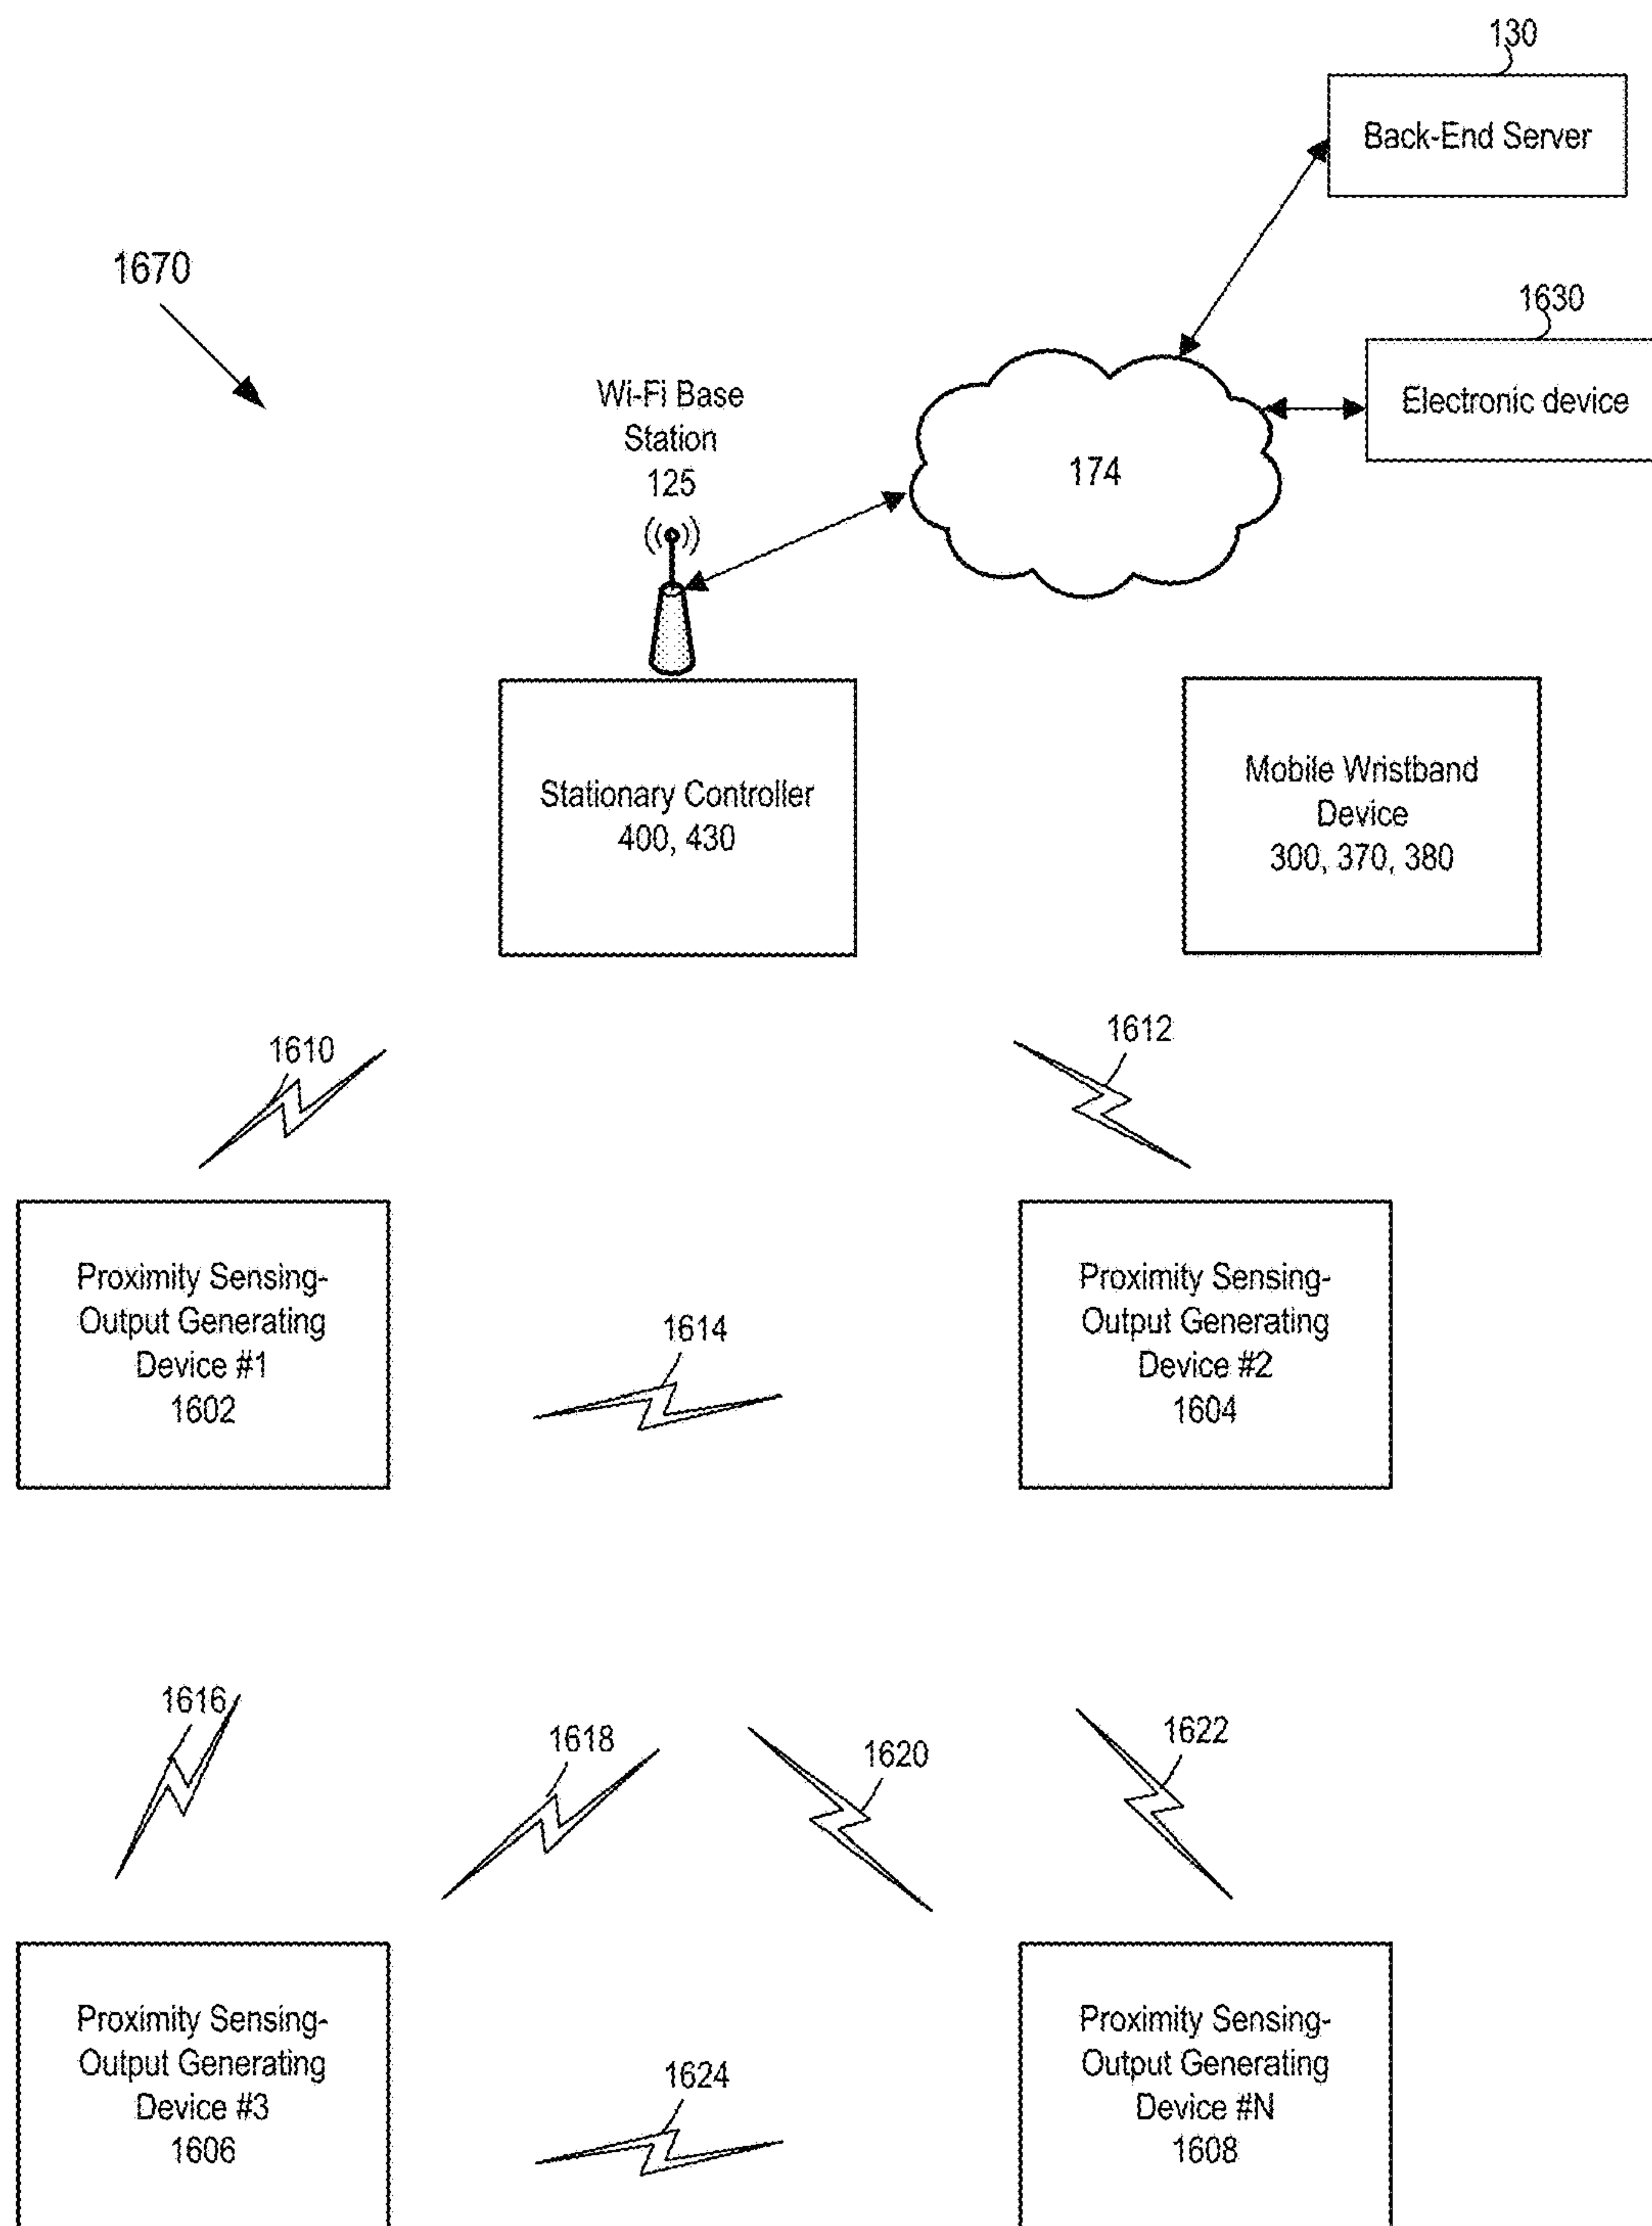 130
Back-End Server
1670
1630
Electronic device
Wi-Fi Base
Station
125
174
Stationary Controller
400, 430
Mobile Wristband
Device
300, 370, 380
1610
1612
Proximity Sensing-
Output Generating
Device #1
1602
1614
Proximity Sensing-
Output Generating
Device #2
1604
1616
1618
1620
1622
Proximity Sensing-
Output Generating
Device #3
1606
1624
Proximity Sensing-
Output Generating
Device #N
1608